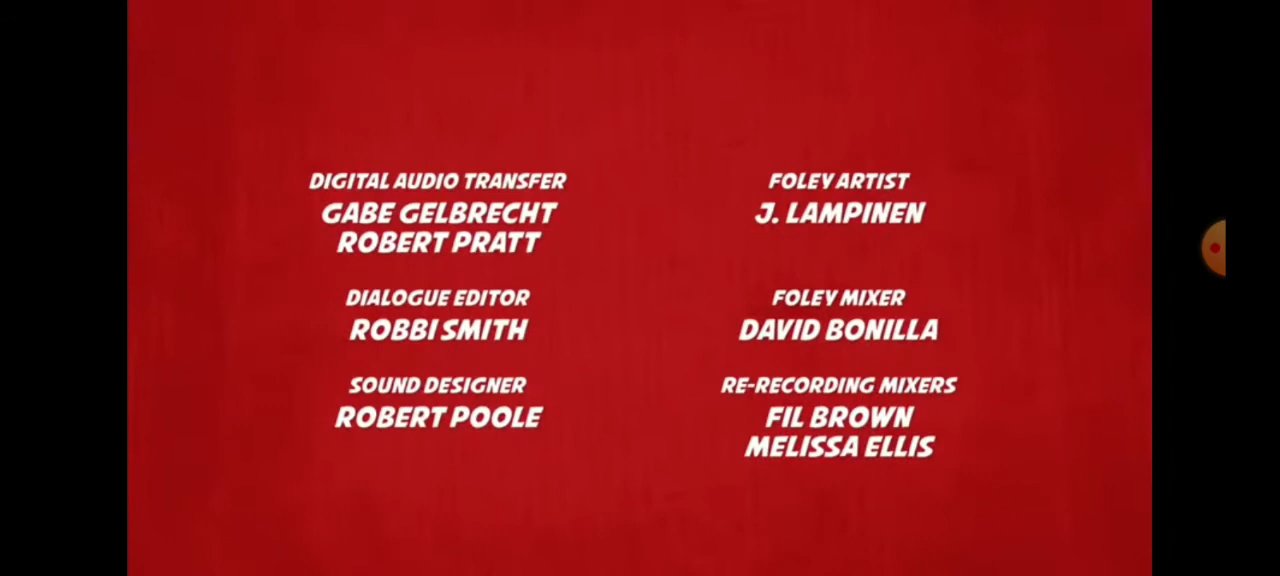 DIGITAL AUDIO TRANSFER
GABE GELBRECHT
ROBERT PRATT
DIALOGUE EDITOR
ROBBI SMITH
SOUND DESIGNER
ROBERT POOLE
FOLEY ARTIST
J. LAMPINEN
FOLEY MIXER
DAVID BONILLA
RE-RECORDING MIXERS
FIL BROWN
MELISSA ELLIS